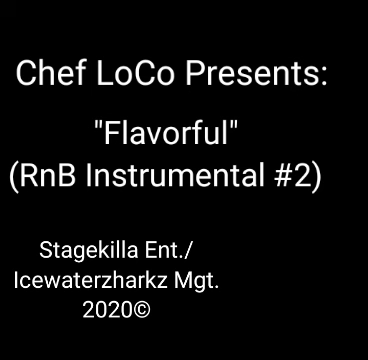 Chef LoCo Presents:
"Flavorful"
(RnB Instrumental #2)
Stagekilla Ent./
Icewaterzharkz Mgt.
2020©